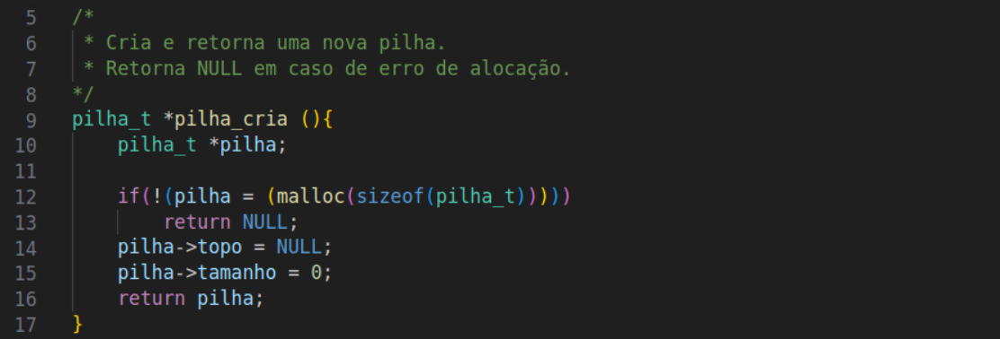 5 /*
6 * Cria e retorna uma nova pilha.
7 * Retorna NULL em caso de erro de alocação.
8 */
9 pilha_t *pilha_cria (){
10 pilha_t *pilha;
11
12 if(!(pilha = (malloc(sizeof(pilha_t)))))
13 return NULL;
14 pilha->topo = NULL;
15 pilha->tamanho = 0;
16 return pilha;
17 }